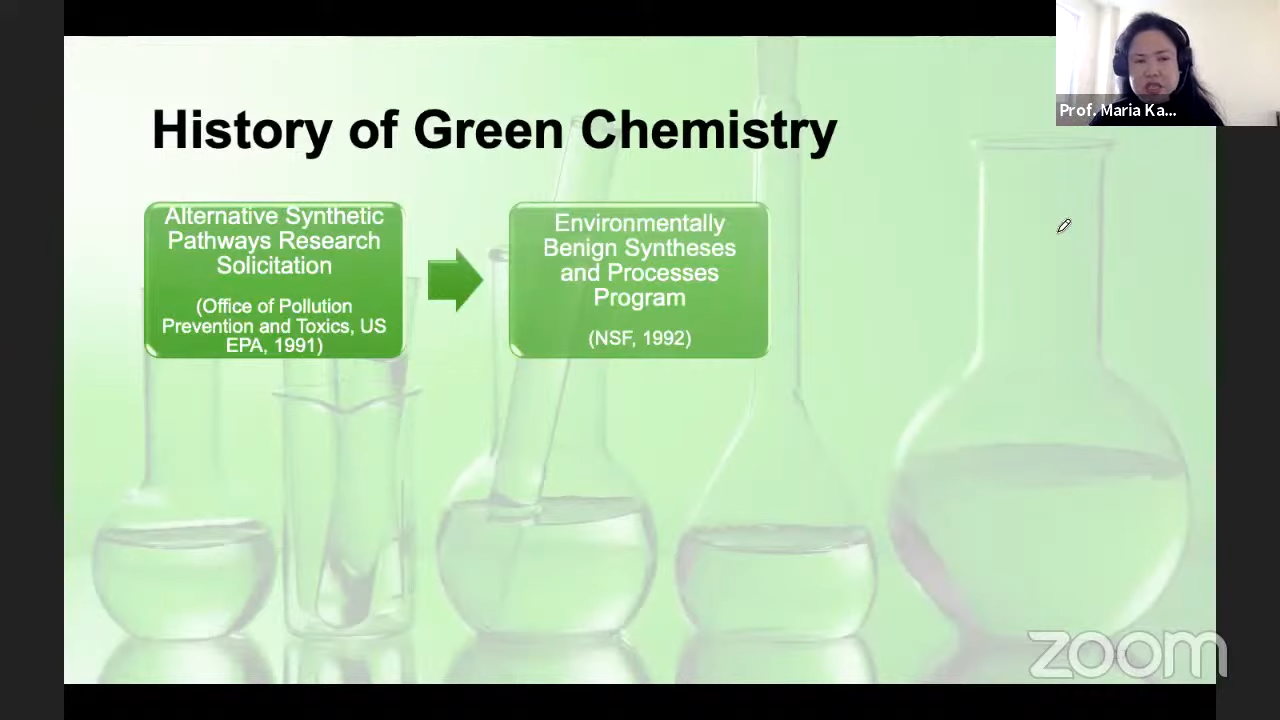 History of Green Chemistry
Alternative Synthetic
Pathways Research
Solicitation
(Office of Pollution
Prevention and Toxics, US
EPA, 1991)
Environmentally
Benign Syntheses
and Processes
Program
(NSF, 1992)
Prof. Maria Ka...
zoom